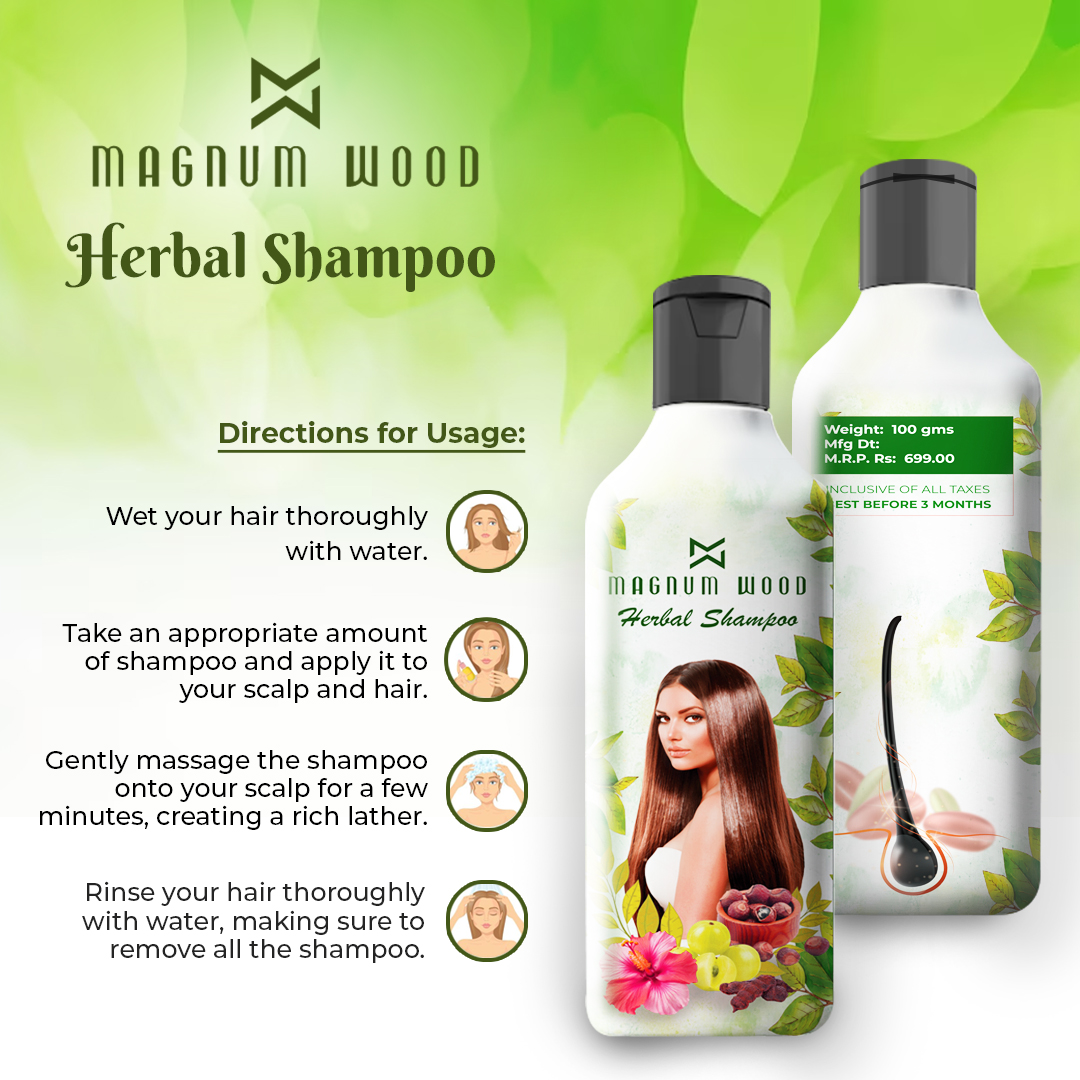 MAGNUM WOOD
Herbal Shampoo
Directions for Usage:
Wet your hair thoroughly
with water.
Take an appropriate amount
of shampoo and apply it to
your scalp and hair.
Gently massage the shampoo
onto your scalp for a few
minutes, creating a rich lather.
Rinse your hair thoroughly
with water, making sure to
remove all the shampoo.
MAGNUM WOOD
Herbal Shampoo
Weight: 100 gms
Mfg Dt:
M.R.P. Rs: 699.00
INCLUSIVE OF ALL TAXES
EST BEFORE 3 MONTHS